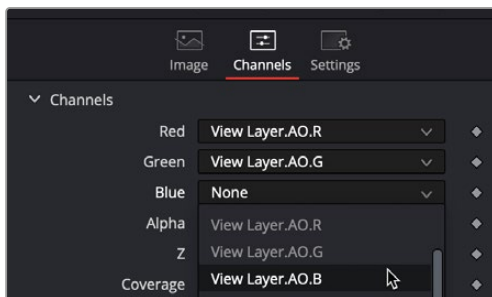 Image Channels Settings
Channels
Red View Layer.AO.R
Green View Layer.AO.G
Blue None
Alpha View Layer.AO.R
Z View Layer.AO.G
Coverage View Layer.AO.B